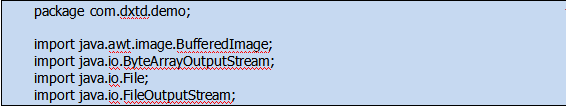 package com.dxtd.demo;
import java.awt.image.BufferedImage;
import java.io.ByteArrayOutputStream;
import java.io.File;
import java.io.FileOutputStream;